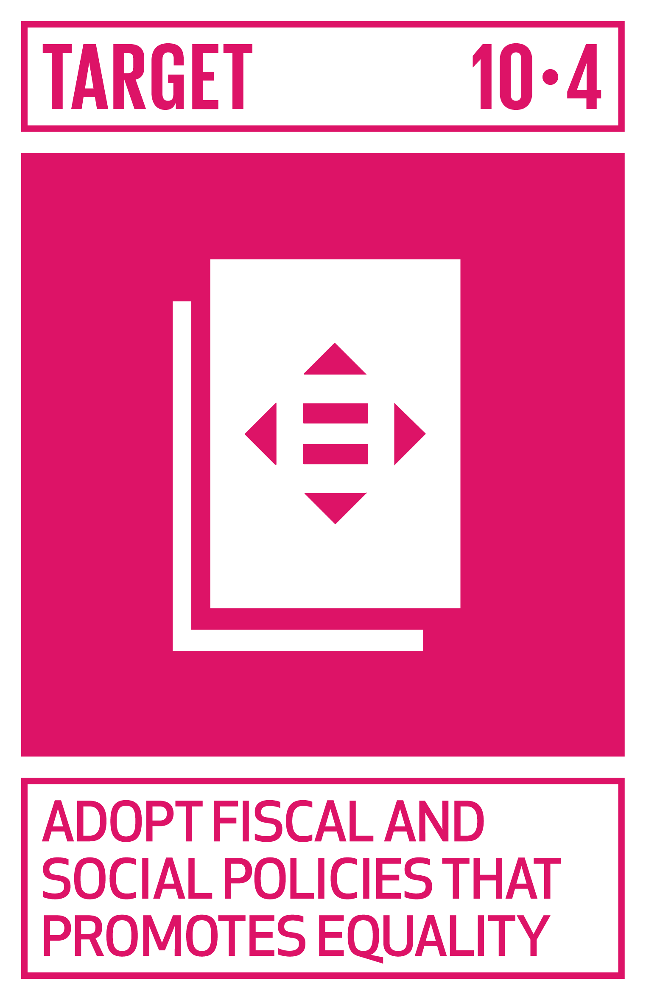 TARGET 10·4
ADOPT FISCAL AND
SOCIAL POLICIES THAT
PROMOTES EQUALITY